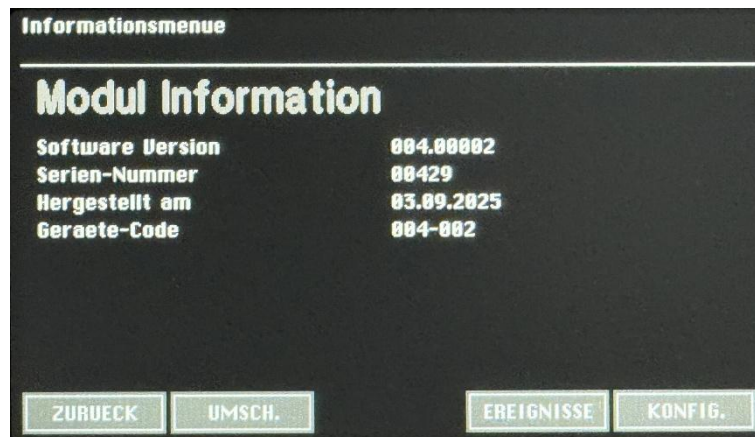 Informationsmenue
Modul Information
Software Version 004.00002
Serien-Nummer 00429
Hergestellt am 03.09.2025
Geraete-Code 004-002
ZURUECK UMSCH. EREIGNISSE KONFIG.